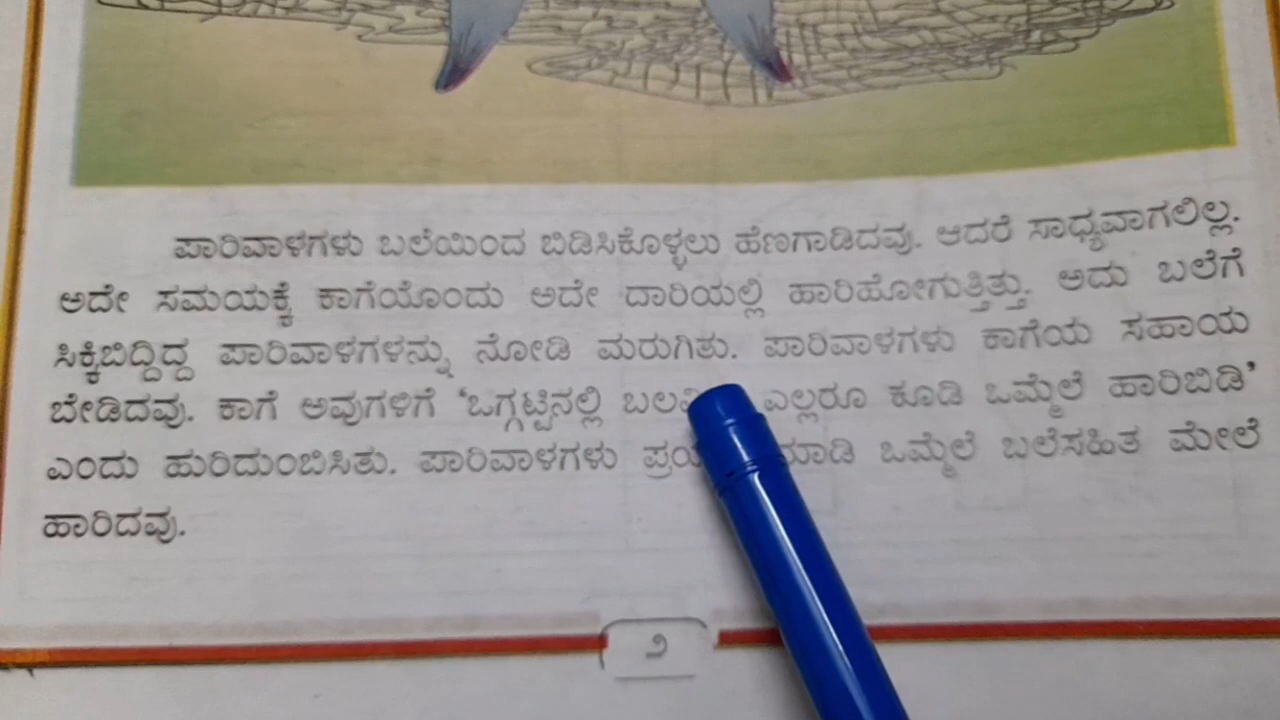 ಪಾರಿವಾಳಗಳು ಬಲೆಯಿಂದ ಬಿಡಿಸಿಕೊಳ್ಳಲು ಹೆಣಗಾಡಿದವು. ಆದರೆ ಸಾಧ್ಯವಾಗಲಿಲ್ಲ.
ಅದೇ ಸಮಯಕ್ಕೆ ಕಾಗೆಯೊಂದು ಅದೇ ದಾರಿಯಲ್ಲಿ ಹಾರಿಹೋಗುತ್ತಿತ್ತು. ಅದು ಬಲೆಗೆ
ಸಿಕ್ಕಿಬಿದ್ದಿದ್ದ ಪಾರಿವಾಳಗಳನ್ನು ನೋಡಿ ಮರುಗಿತು. ಪಾರಿವಾಳಗಳು ಕಾಗೆಯ ಸಹಾಯ
ಬೇಡಿದವು. ಕಾಗೆ ಅವುಗಳಿಗೆ ‘ಒಗ್ಗಟ್ಟಿನಲ್ಲಿ ಎಲ್ಲರೂ ಕೂಡಿ ಒಮ್ಮೆಲೆ ಹಾರಿಬಿಡಿ’
ಎಂದು ಹುರಿದುಂಬಿಸಿತು. ಪಾರಿವಾಳಗಳು ಮಾಡಿ ಒಮ್ಮೆಲೆ ಬಲೆಸಹಿತ ಮೇಲೆ
ಹಾರಿದವು.
೨